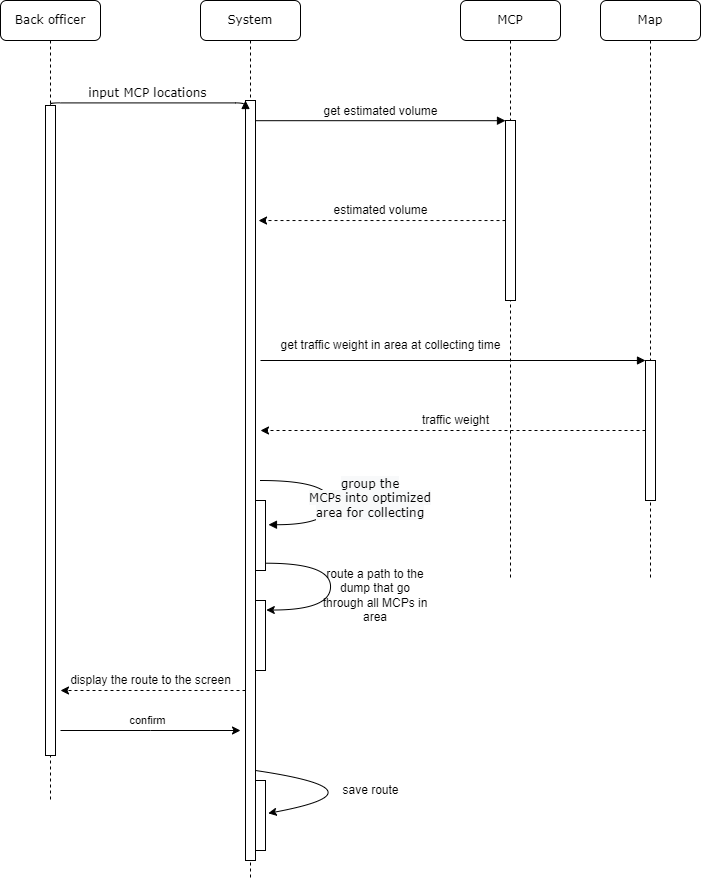 Back officer
System
MCP
Map
input MCP locations
get estimated volume
estimated volume
get traffic weight in area at collecting time
traffic weight
group the
MCPs into optimized
area for collecting
route a path to the
dump that go
through all MCPs in
area
display the route to the screen
confirm
save route